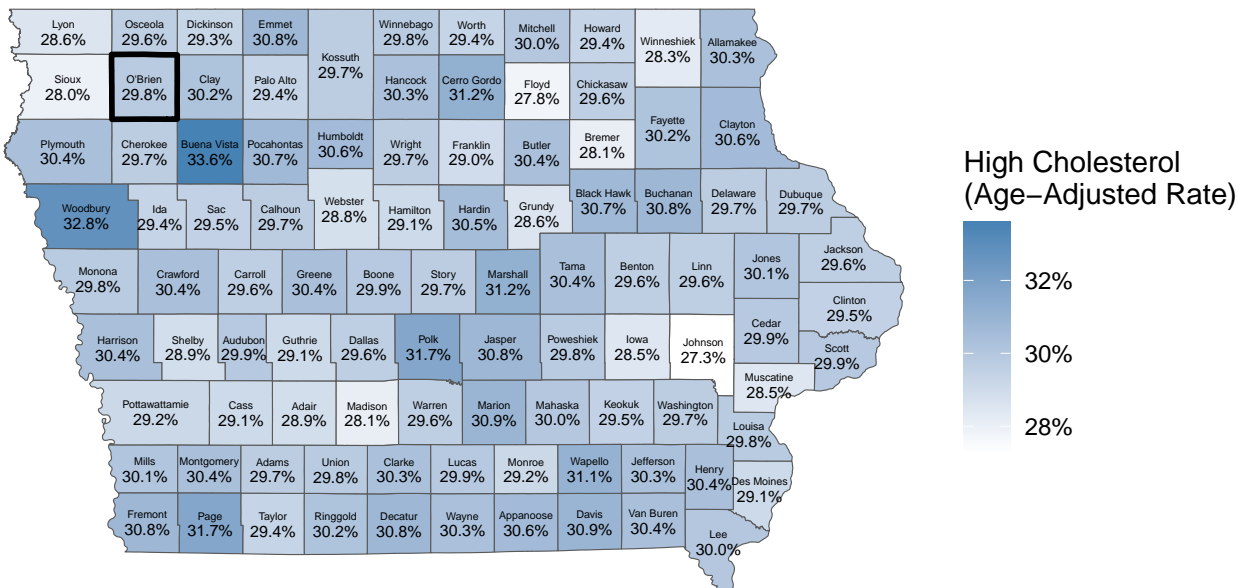 Lyon
28.6%
Osceola
29.6%
Dickinson
29.3%
Emmet
30.8%
Kossuth
29.7%
Winnebago
29.8%
Worth
29.4%
Mitchell
30.0%
Howard
29.4%
Winneshiek
28.3%
Allamakee
30.3%
Sioux
28.0%
O'Brien
29.8%
Clay
30.2%
Palo Alto
29.4%
Hancock
30.3%
Cerro Gordo
31.2%
Floyd
27.8%
Chickasaw
29.6%
Fayette
30.2%
Clayton
30.6%
Plymouth
30.4%
Cherokee
29.7%
Buena Vista
33.6%
Pocahontas
30.7%
Humboldt
30.6%
Wright
29.7%
Franklin
29.0%
Butler
30.4%
Bremer
28.1%
Woodbury
32.8%
Ida
29.4%
Sac
29.5%
Calhoun
29.7%
Webster
28.8%
Hamilton
29.1%
Hardin
30.5%
Grundy
28.6%
Black Hawk
30.7%
Buchanan
30.8%
Delaware
29.7%
Dubuque
29.7%
Monona
29.8%
Crawford
30.4%
Carroll
29.6%
Greene
30.4%
Boone
29.9%
Story
29.7%
Marshall
31.2%
Tama
30.4%
Benton
29.6%
Linn
29.6%
Jones
30.1%
Jackson
29.6%
Clinton
29.5%
Harrison
30.4%
Shelby
28.9%
Audubon
29.9%
Guthrie
29.1%
Dallas
29.6%
Polk
31.7%
Jasper
30.8%
Poweshiek
29.8%
Iowa
28.5%
Johnson
27.3%
Cedar
29.9%
Scott
29.9%
Muscatine
28.5%
Pottawattamie
29.2%
Cass
29.1%
Adair
28.9%
Madison
28.1%
Warren
29.6%
Marion
30.9%
Mahaska
30.0%
Keokuk
29.5%
Washington
29.7%
Louisa
29.8%
Mills
30.1%
Montgomery
30.4%
Adams
29.7%
Union
29.8%
Clarke
30.3%
Lucas
29.9%
Monroe
29.2%
Wapello
31.1%
Jefferson
30.3%
Henry
30.4%
Des Moines
29.1%
Fremont
30.8%
Page
31.7%
Taylor
29.4%
Ringgold
30.2%
Decatur
30.8%
Wayne
30.3%
Appanoose
30.6%
Davis
30.9%
Van Buren
30.4%
Lee
30.0%
High Cholesterol
(Age−Adjusted Rate)
32%
30%
28%